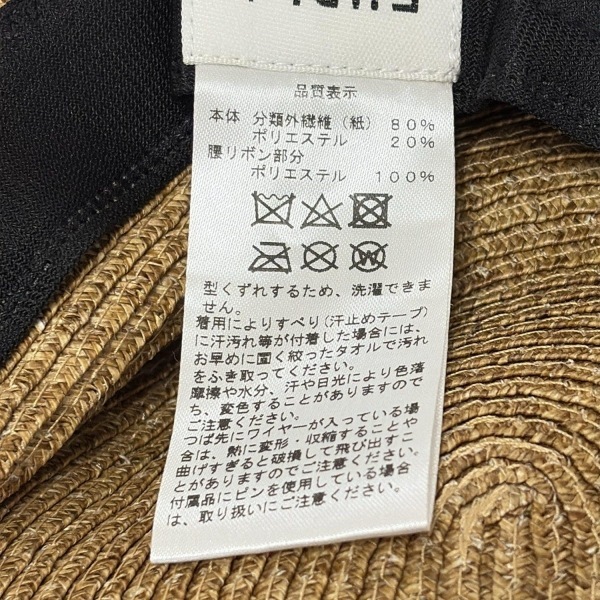 品質表示
本体 分類外繊維（紙） 80%
ポリエステル 20%
腰リボン部分
ポリエステル 100%
型くずれするため、洗濯できま
せん。
着用によりすべり(汗止めテープ)
に汗汚れ等が付着した場合には、
お早めに固く絞ったタオルで汚れ
をふき取ってください。
摩擦や水分、汗や日光により色落
ち、変色することがありますので
ご注意ください。
つば先にワイヤーが入っている場
合は、熱に変形・収縮することや
曲げすぎると破損して飛び出すこ
とがありますのでご注意ください。
付属品にピンを使用している場合
は、取り扱いにご注意ください。